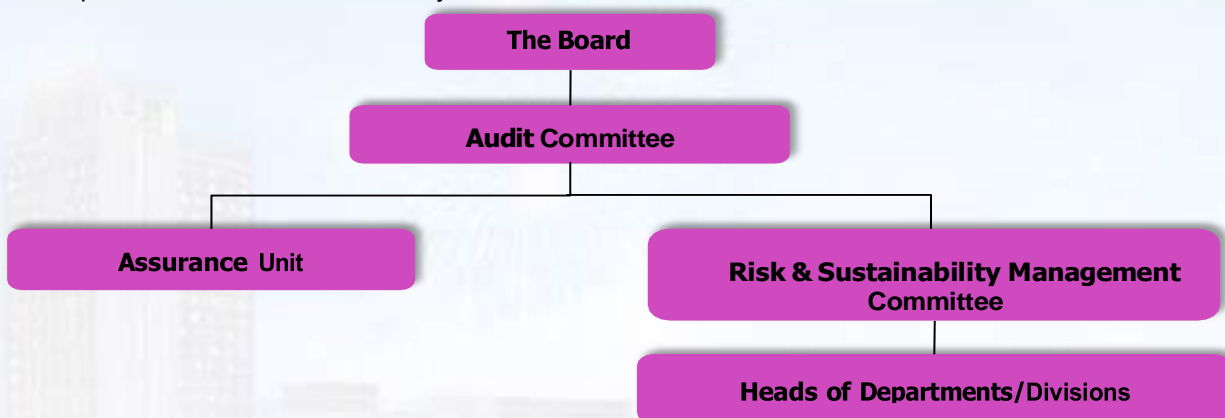 The Board
Audit Committee
Assurance Unit
Risk & Sustainability Management
Committee
Heads of Departments/Divisions